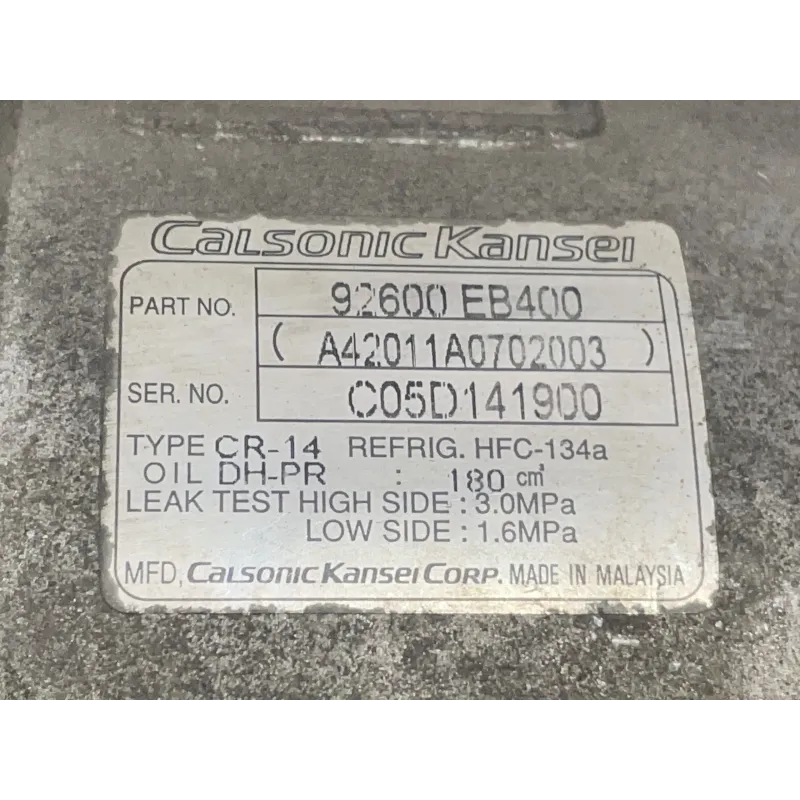 CALSONIC KANSEI
PART NO. 92600 EB400
( A42011A0702003 )
SER. NO. C05D141900
TYPE CR-14 REFRIG. HFC-134a
OIL DH-PR : 180 cm³
LEAK TEST HIGH SIDE : 3.0MPa
LOW SIDE : 1.6MPa
MFD, CALSONIC KANSEI CORP. MADE IN MALAYSIA